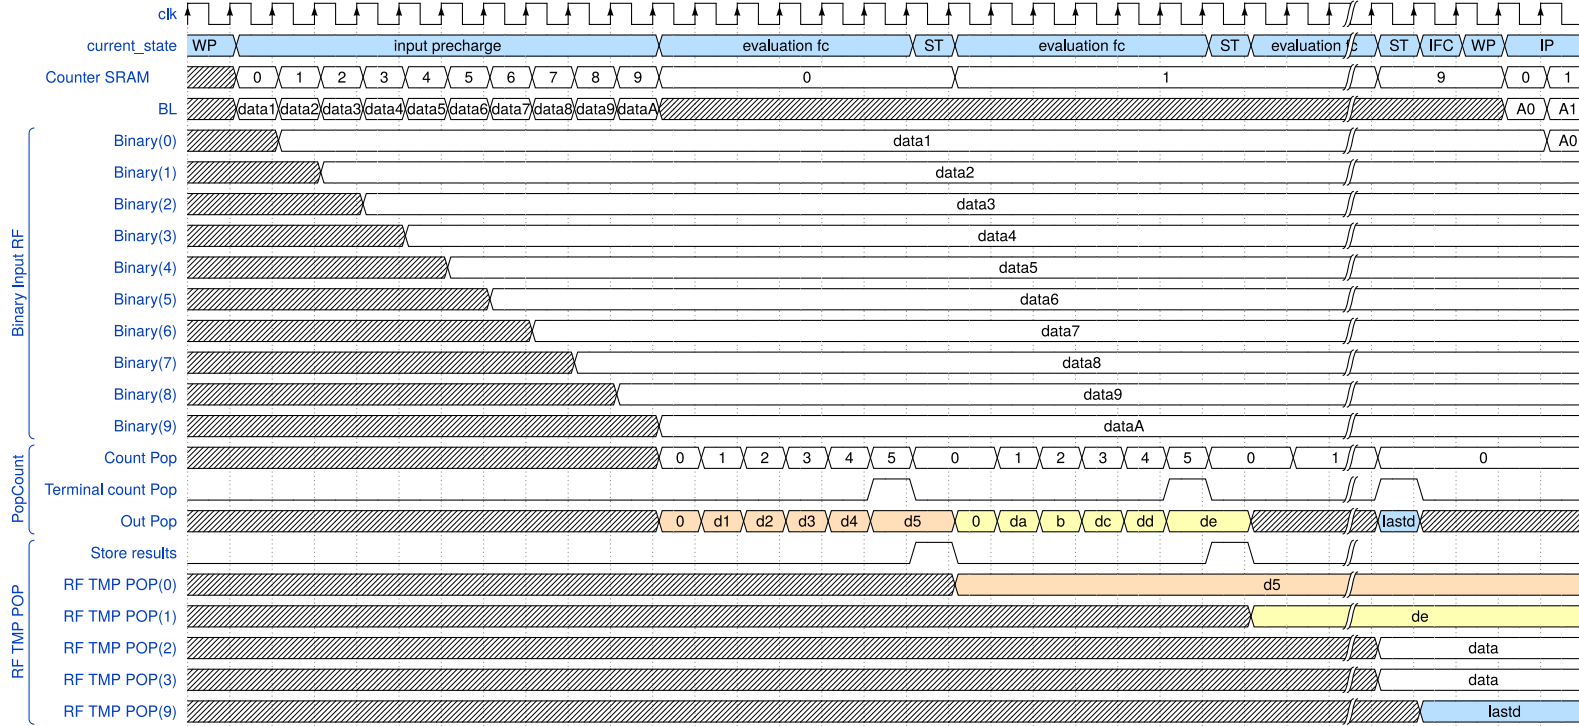 clk
current_state WP input precharge evaluation fc ST evaluation fc ST evaluation fc ST IFC WP IP
Counter SRAM 0 1 2 3 4 5 6 7 8 9 0 1 9 0 1
BL data1 data2 data3 data4 data5 data6 data7 data8 data9 dataA A0 A1
Binary Input RF
Binary(0) data1 A0
Binary(1) data2
Binary(2) data3
Binary(3) data4
Binary(4) data5
Binary(5) data6
Binary(6) data7
Binary(7) data8
Binary(8) data9
Binary(9) dataA
PopCount
Count Pop 0 1 2 3 4 5 0 1 2 3 4 5 0 1 0
Terminal count Pop
Out Pop 0 d1 d2 d3 d4 d5 0 da b dc dd de lastd
RF TMP POP
Store results
RF TMP POP(0) d5
RF TMP POP(1) de
RF TMP POP(2) data
RF TMP POP(3) data
RF TMP POP(9) lastd